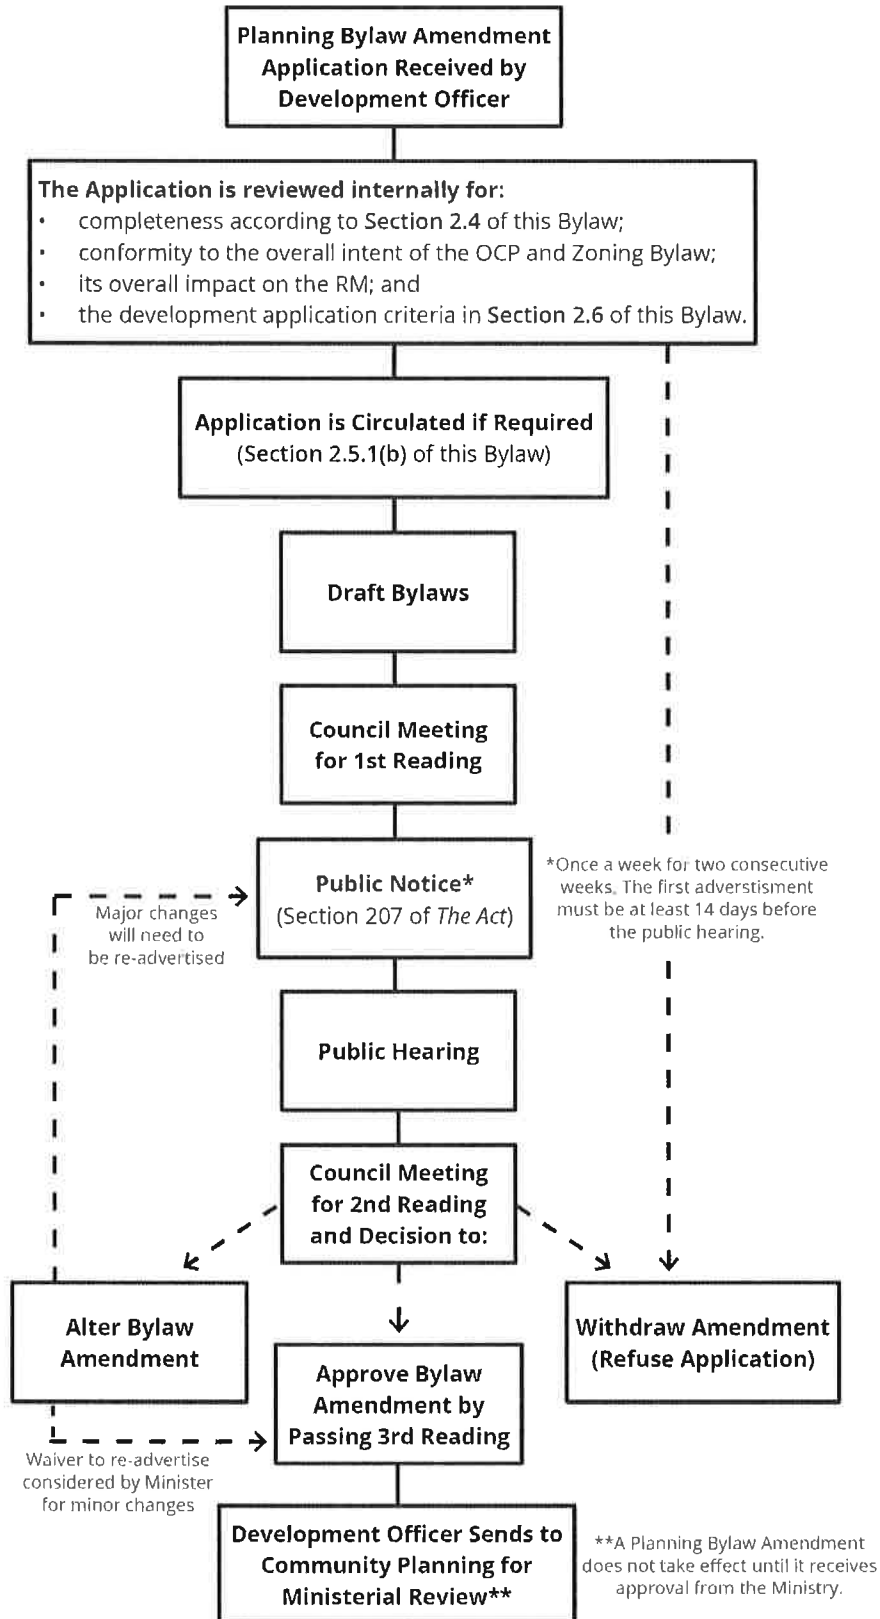 Planning Bylaw Amendment
Application Received by
Development Officer
The Application is reviewed internally for:
• completeness according to Section 2.4 of this Bylaw;
• conformity to the overall intent of the OCP and Zoning Bylaw;
• its overall impact on the RM; and
• the development application criteria in Section 2.6 of this Bylaw.
Application is Circulated if Required
(Section 2.5.1(b) of this Bylaw)
Draft Bylaws
Council Meeting
for 1st Reading
Public Notice*
(Section 207 of The Act)
*Once a week for two consecutive
weeks. The first adverstisment
must be at least 14 days before
the public hearing.
Major changes
will need to
be re-advertised
Public Hearing
Council Meeting
for 2nd Reading
and Decision to:
Alter Bylaw
Amendment
Withdraw Amendment
(Refuse Application)
Approve Bylaw
Amendment by
Passing 3rd Reading
Waiver to re-advertise
considered by Minister
for minor changes
Development Officer Sends to
Community Planning for
Ministerial Review**
**A Planning Bylaw Amendment
does not take effect until it receives
approval from the Ministry.